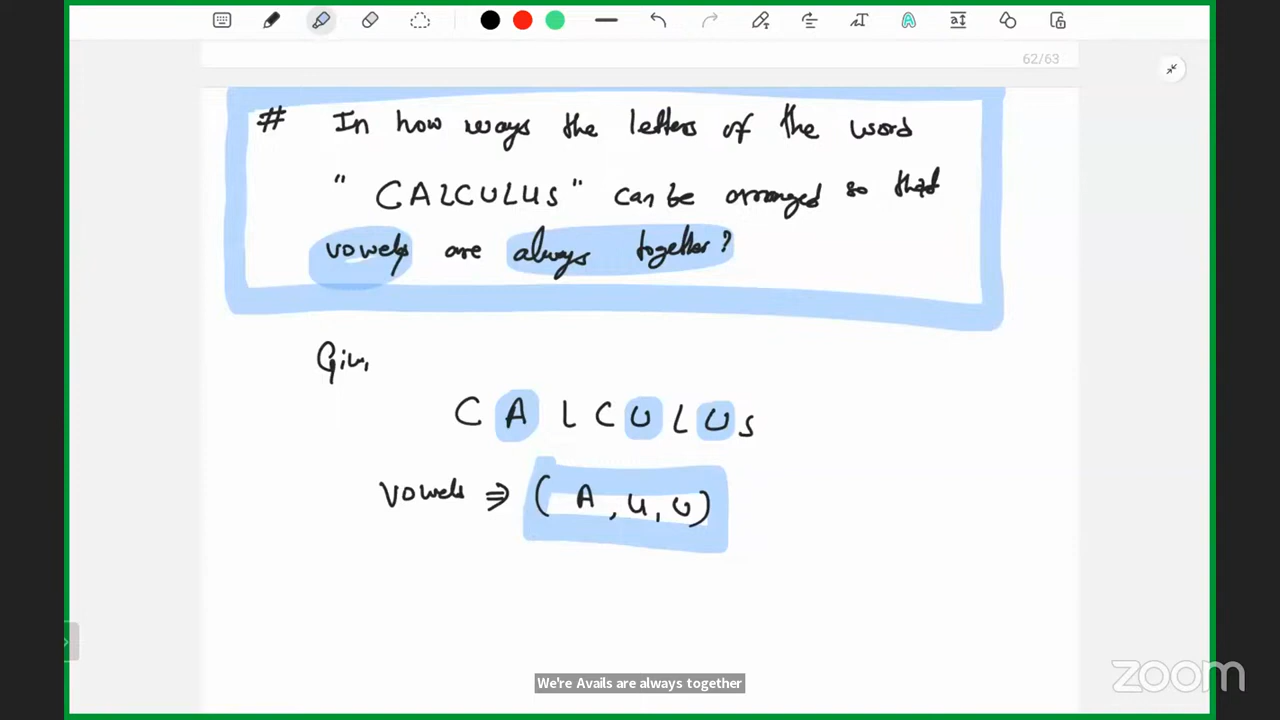 62/63
# In how ways the letters of the word
" CALCULUS " can be arranged so that
vowels are always together?
Giv,
C A L C U L U S
Vowels ⇒ ( A , U, U )
We're Avails are always together
zoom